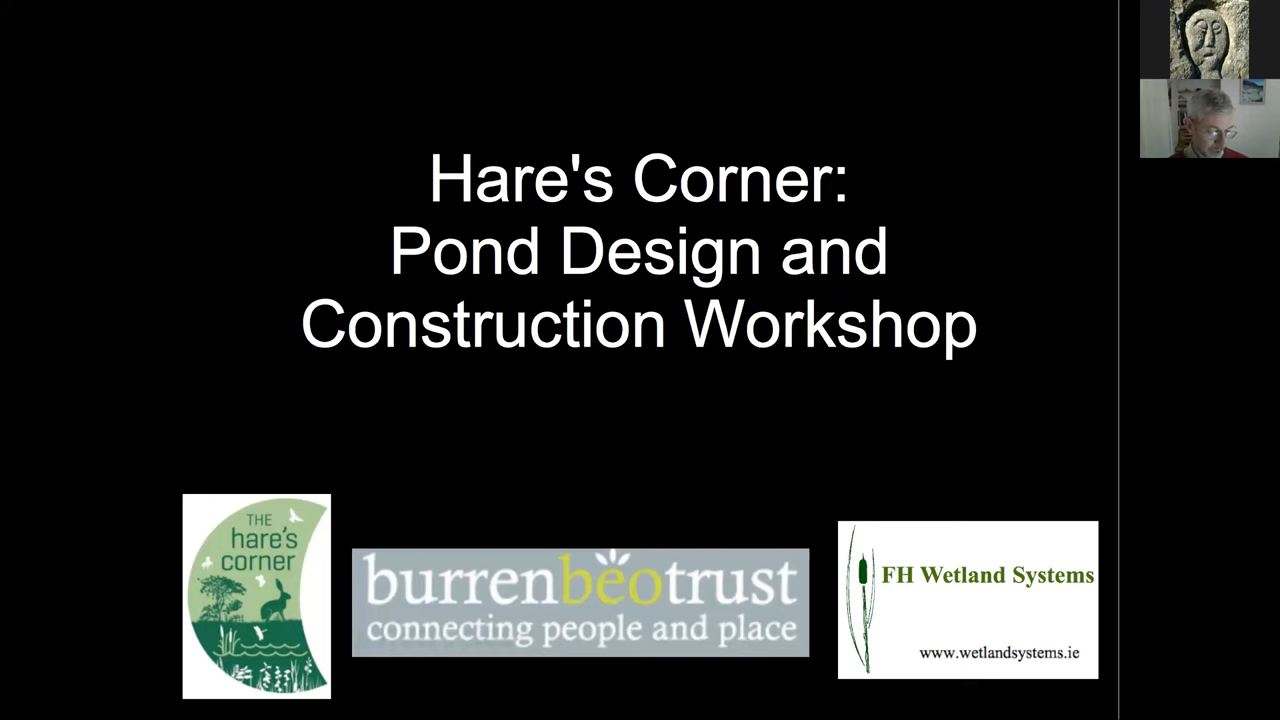 Hare's Corner:
Pond Design and
Construction Workshop
THE
hare's
corner
burrenbeotrust
connecting people and place
FH Wetland Systems
www.wetlandsystems.ie